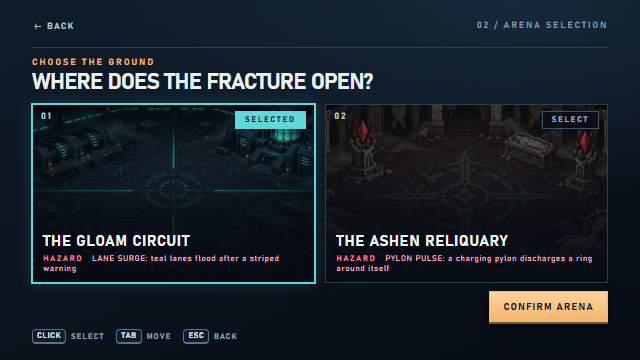 ← BACK
02 / ARENA SELECTION
CHOOSE THE GROUND
WHERE DOES THE FRACTURE OPEN?
01
SELECTED
THE GLOAM CIRCUIT
HAZARD LANE SURGE: teal lanes flood after a striped
warning
02
SELECT
THE ASHEN RELIQUARY
HAZARD PYLON PULSE: a charging pylon discharges a ring
around itself
CONFIRM ARENA
CLICK SELECT TAB MOVE ESC BACK